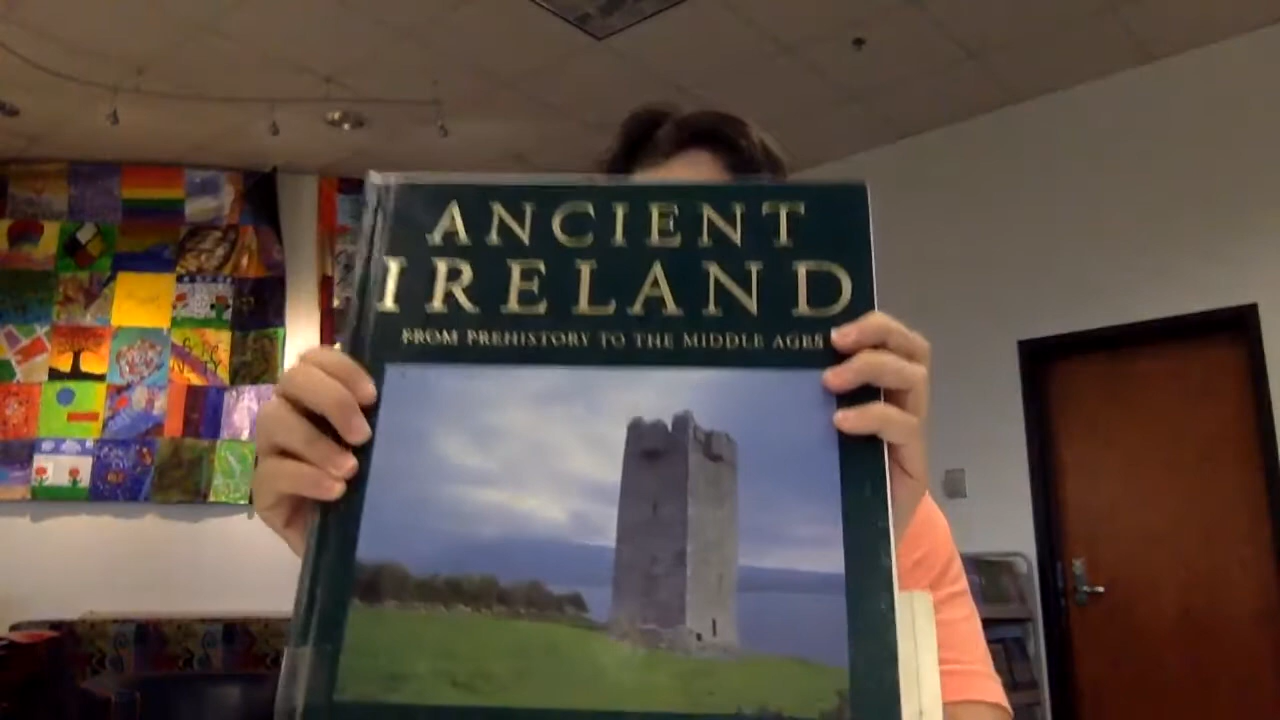 ANCIENT
IRELAND
FROM PREHISTORY TO THE MIDDLE AGES